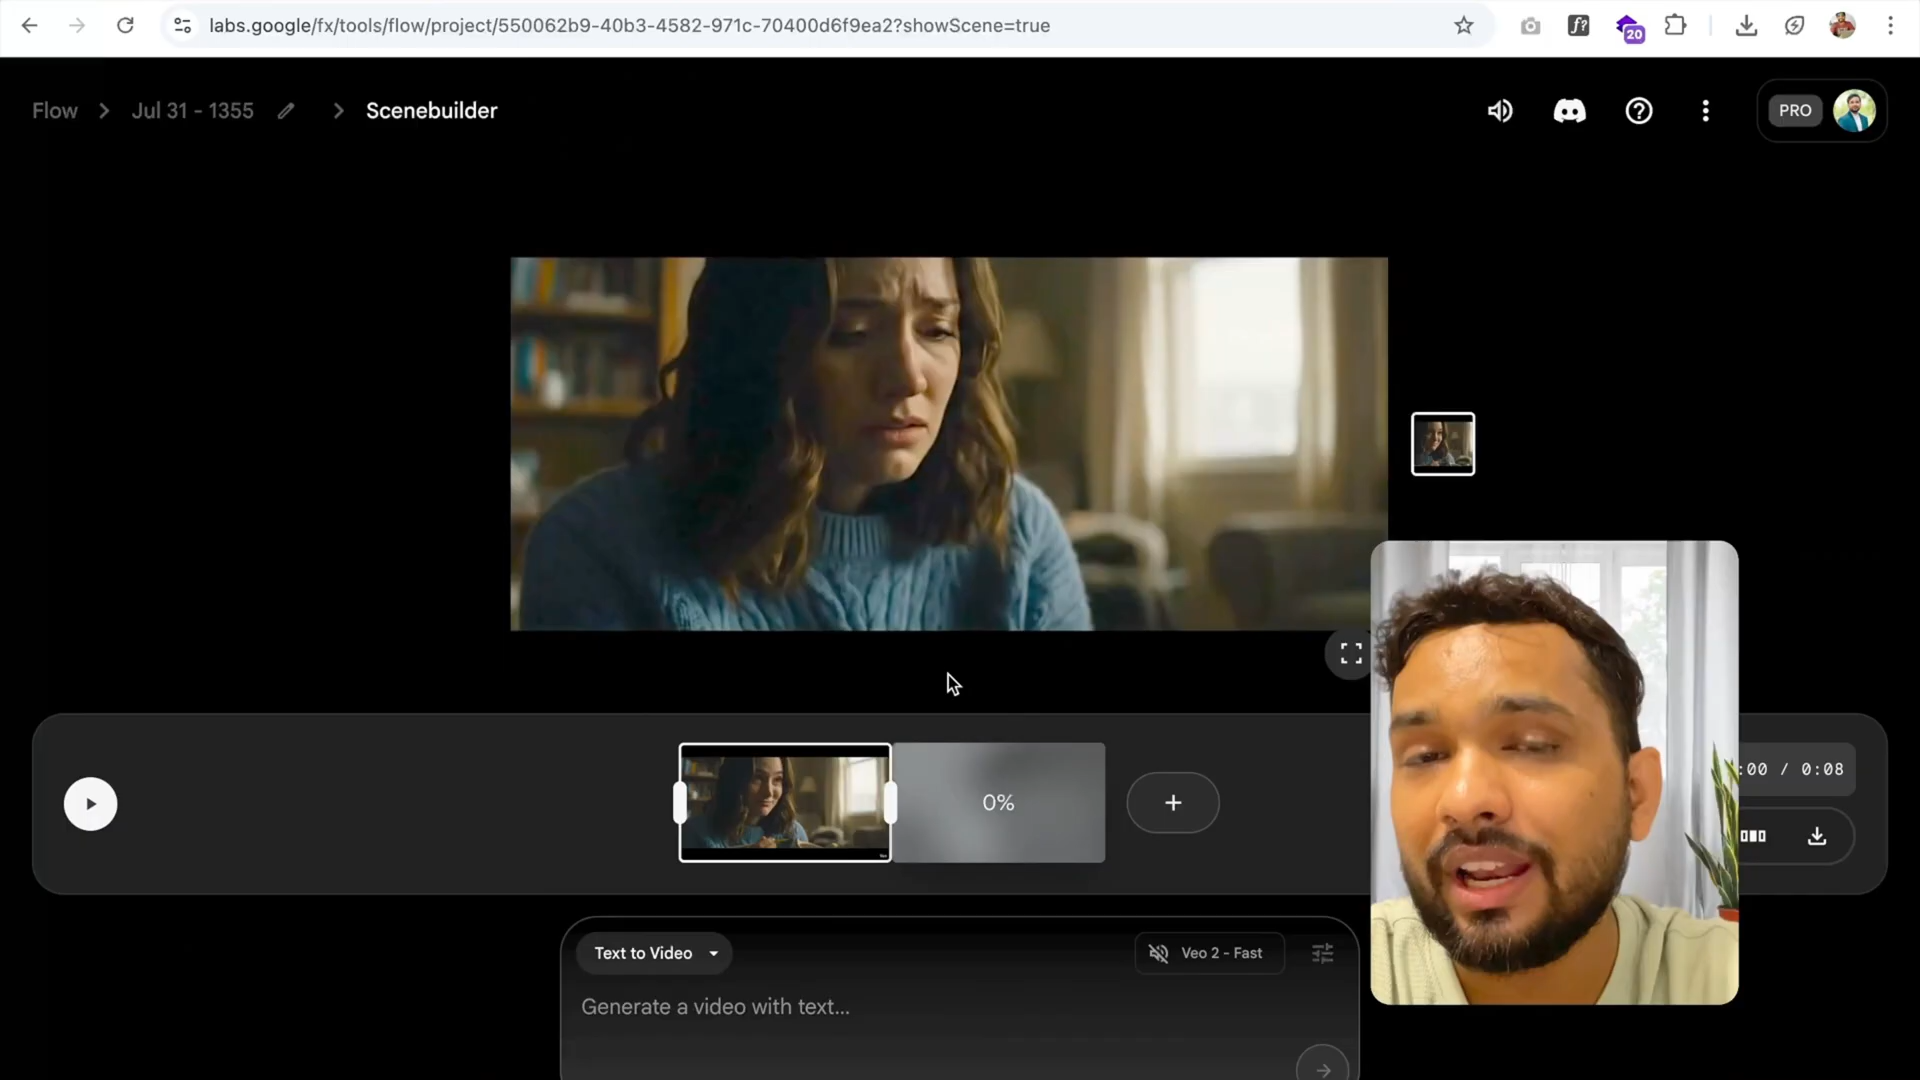 labs.google/fx/tools/flow/project/550062b9-40b3-4582-971c-70400d6f9ea2?showScene=true
f?
20
Flow
Jul 31 - 1355
Scenebuilder
PRO
0%
:00 / 0:08
Text to Video
Veo 2 - Fast
Generate a video with text...